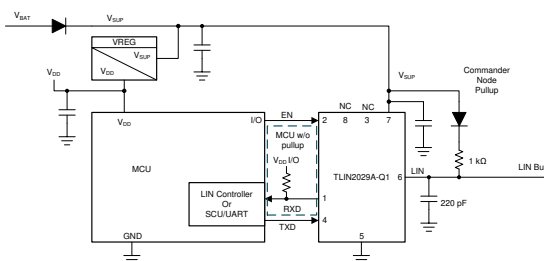 VBAT
VSUP
VREG
VSUP
VDD
VDD
VSUP
Commander
Node
Pullup
VDD
I/O
EN
2
8
NC
3
NC
7
MCU w/o
pullup
VDD I/O
MCU
TLIN2029A-Q1
6
LIN
1 kΩ
LIN Bu
LIN Controller
Or
SCU/UART
1
RXD
4
TXD
220 pF
GND
5